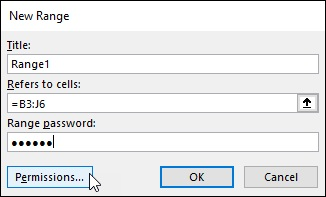 New Range
Title:
Range1
Refers to cells:
=B3:J6
Range password:
●●●●●●
Permissions...
OK
Cancel